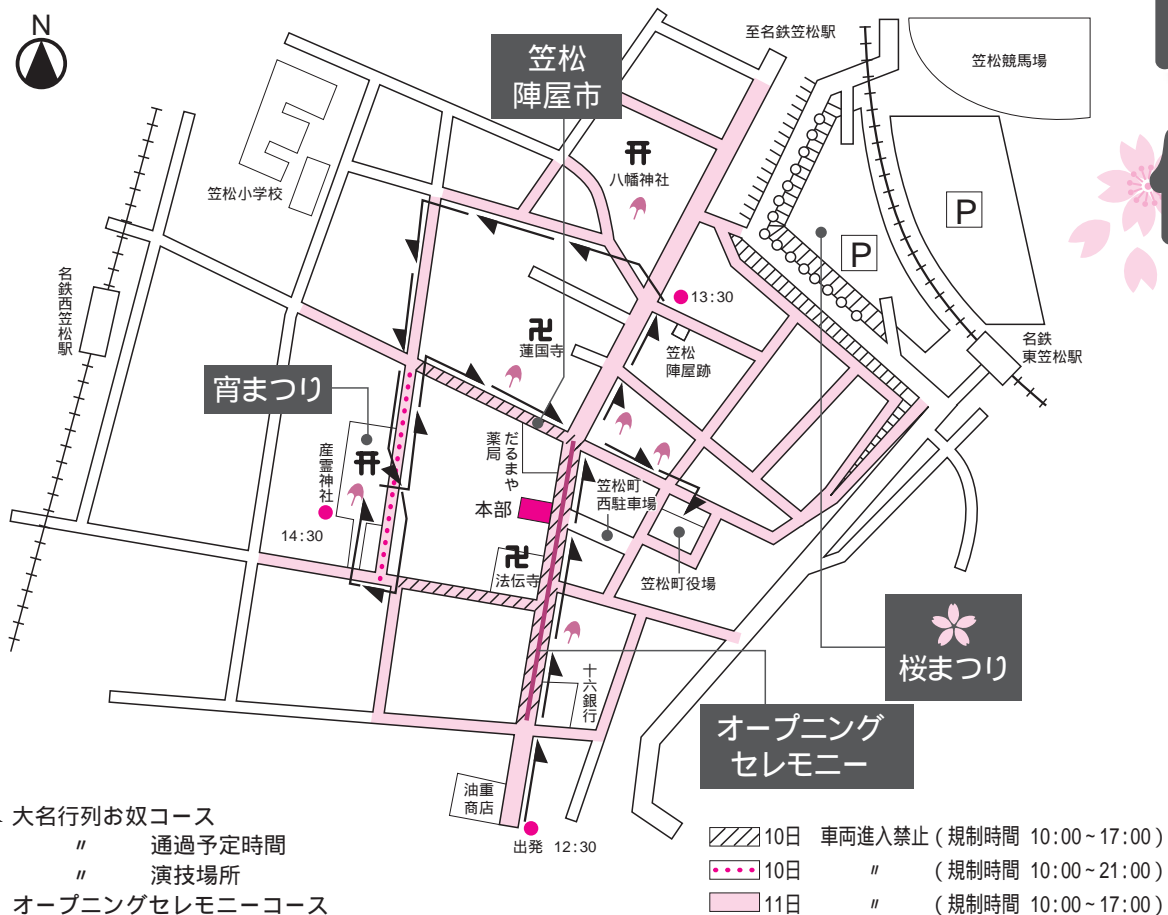 N
至名鉄笠松駅
笠松競馬場
笠松
陣屋市
八幡神社
笠松小学校
P
P
名鉄西笠松駅
13:30
蓮国寺
笠松
陣屋跡
名鉄
東笠松駅
宵まつり
だるまや
薬局
産霊神社
本部
笠松町
西駐車場
14:30
法伝寺
笠松町役場
桜まつり
十六銀行
オープニング
セレモニー
油重
商店
出発 12:30
大名行列お奴コース
〃 通過予定時間
〃 演技場所
オープニングセレモニーコース
10日 車両進入禁止 ( 規制時間 10:00~17:00 )
10日 〃 ( 規制時間 10:00~21:00 )
11日 〃 ( 規制時間 10:00~17:00 )